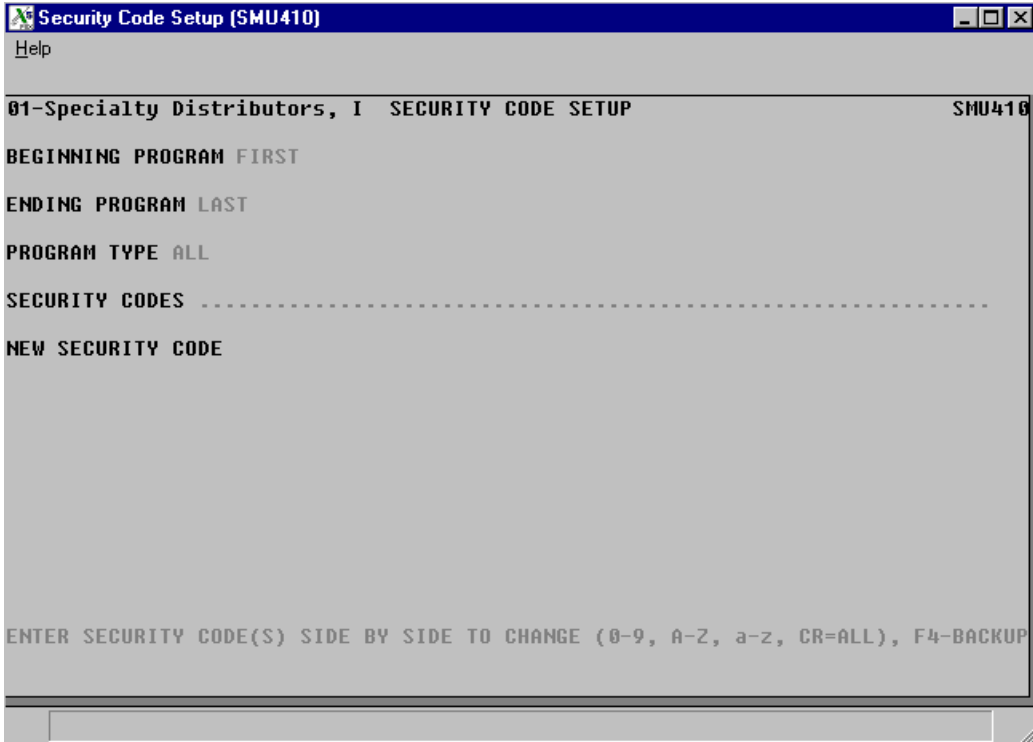 Security Code Setup (SMU410)
Help
01-Specialty Distributors, I SECURITY CODE SETUP SMU410
BEGINNING PROGRAM FIRST
ENDING PROGRAM LAST
PROGRAM TYPE ALL
SECURITY CODES ..............................................................
NEW SECURITY CODE
ENTER SECURITY CODE(S) SIDE BY SIDE TO CHANGE (0-9, A-Z, a-z, CR=ALL), F4-BACKUP